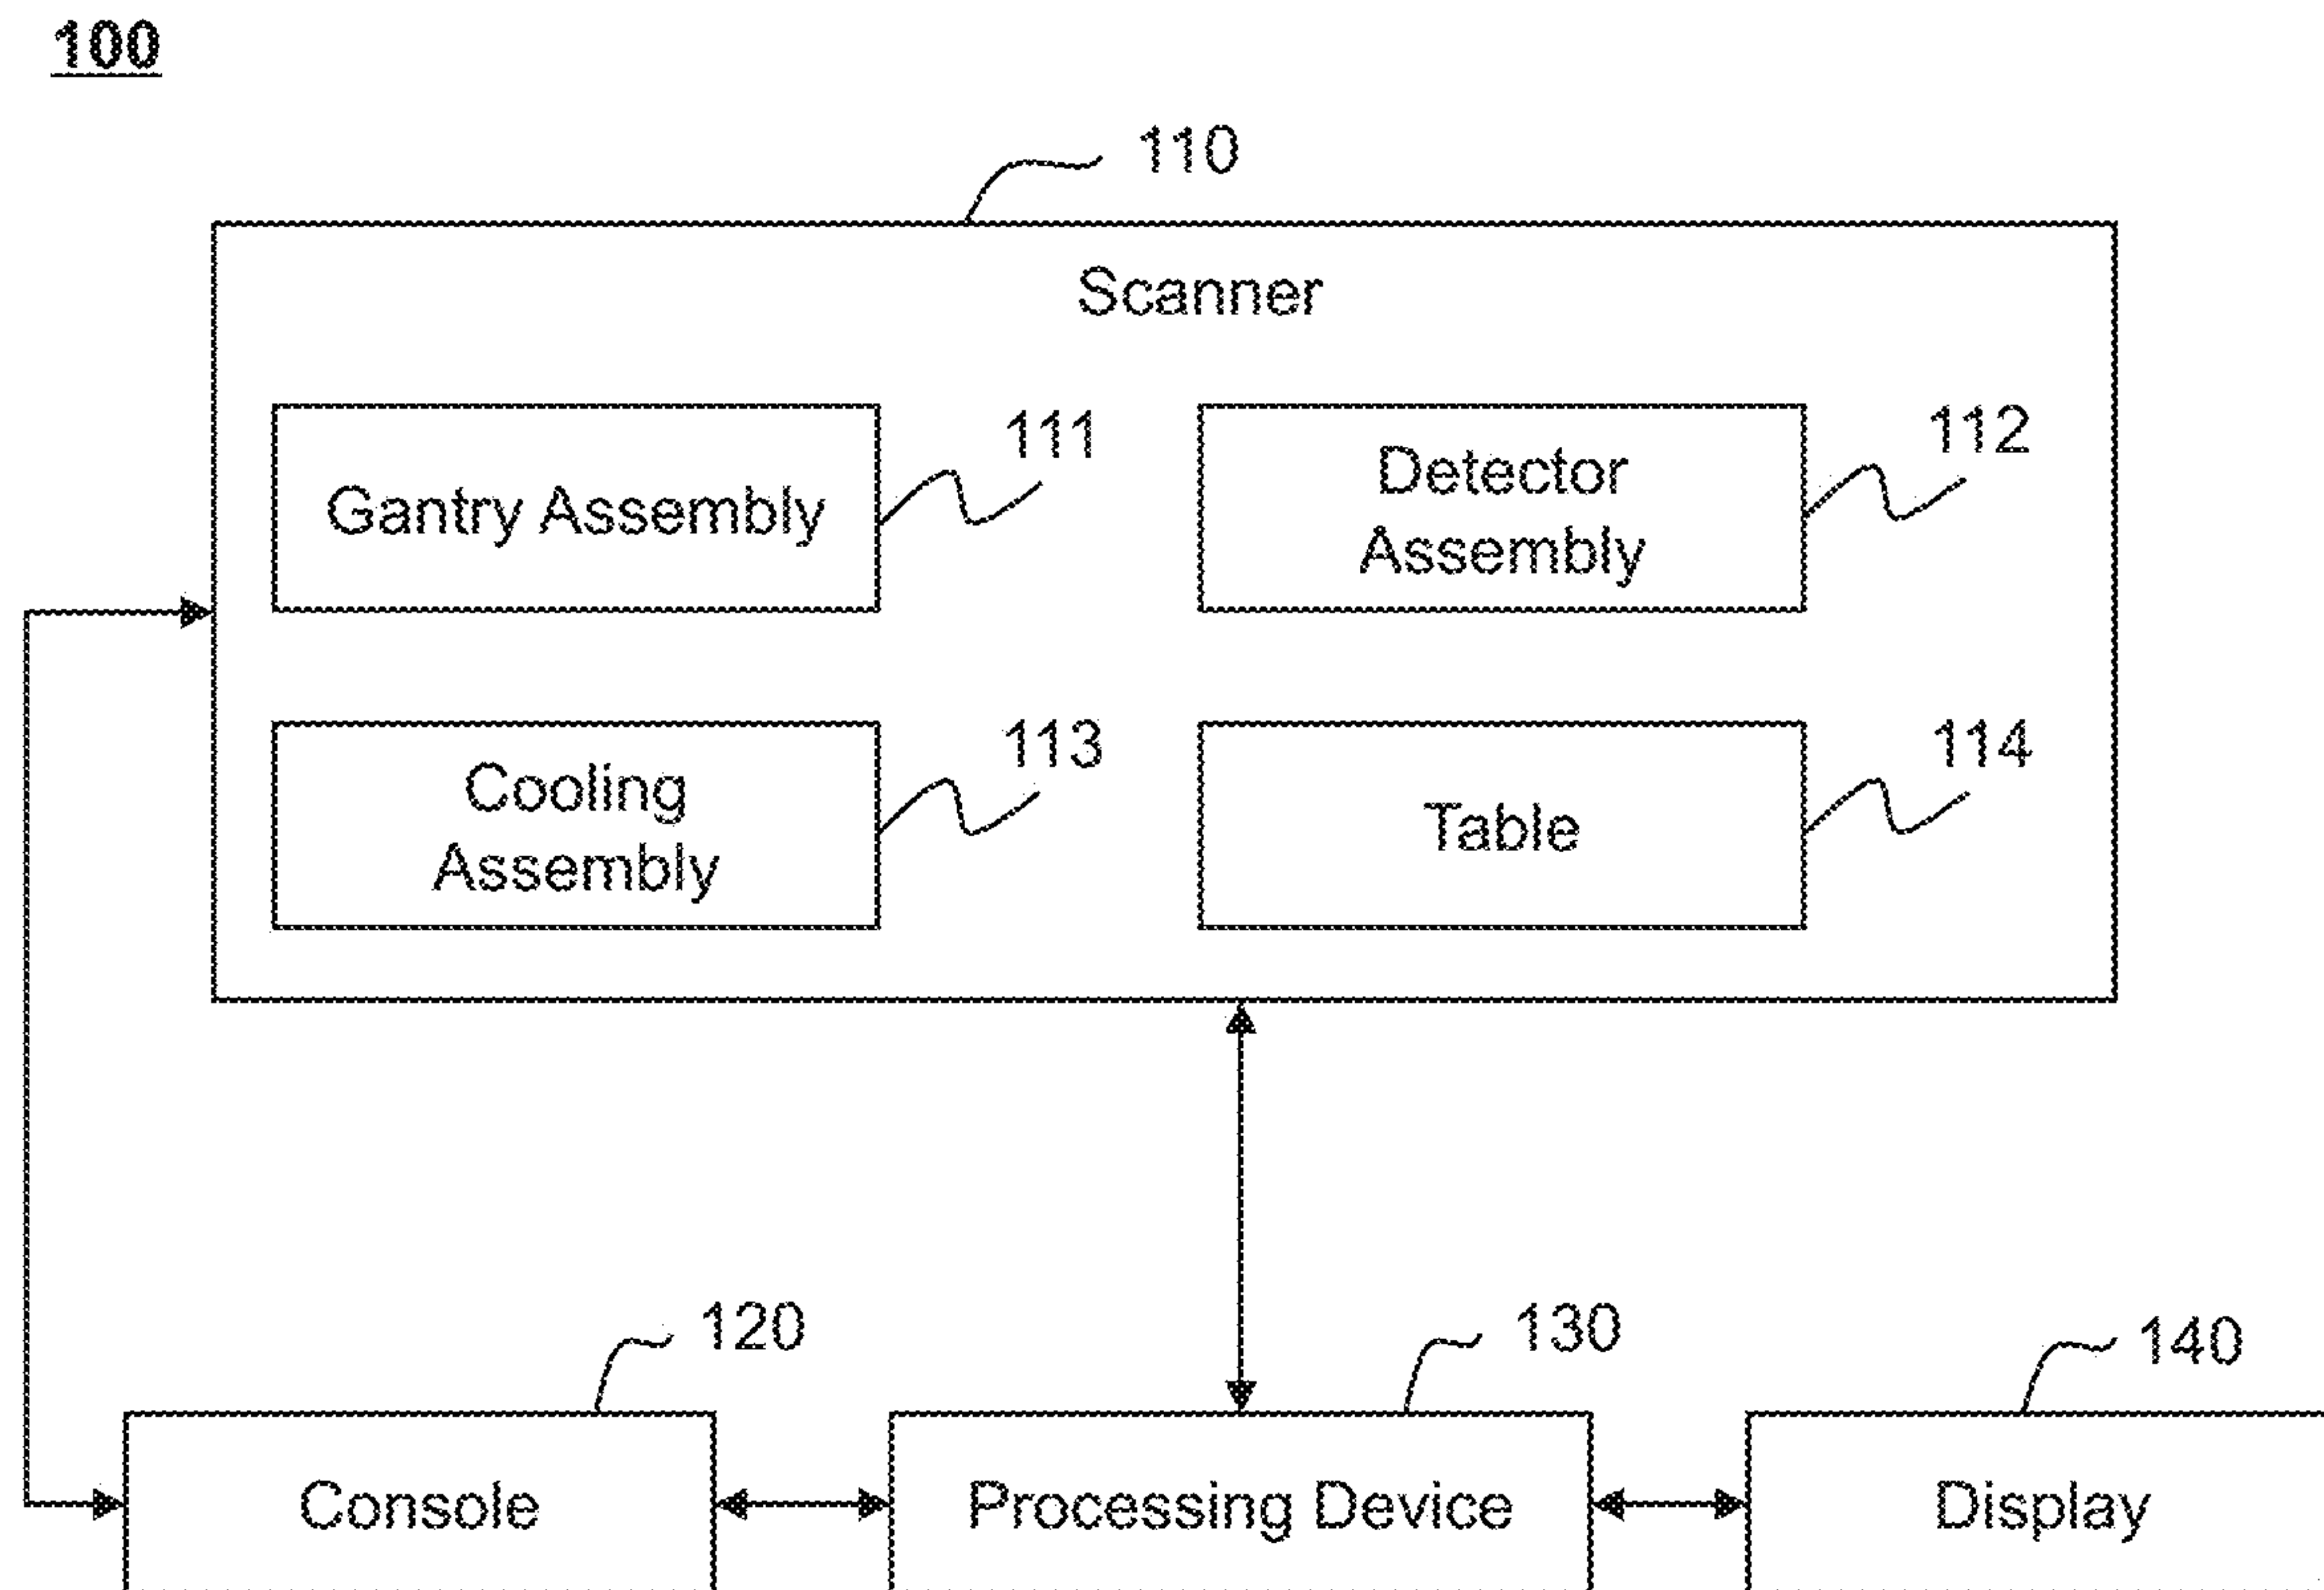 100
110
Scanner
111
112
Gantry Assembly
Detector
Assembly
113
114
Cooling
Assembly
Table
120
130
140
Console
Processing Device
Display